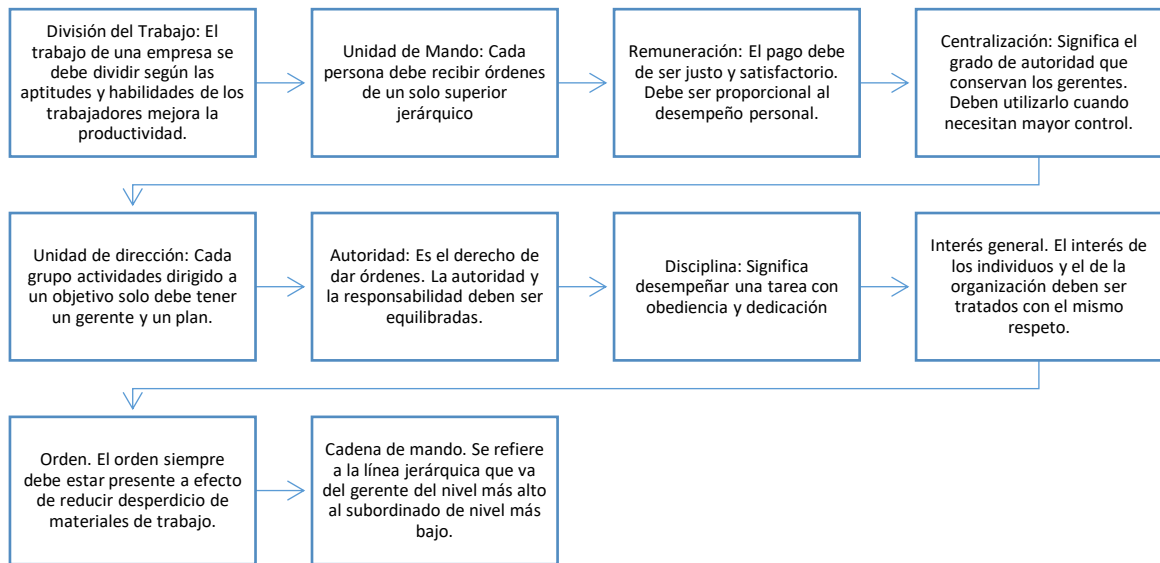 División del Trabajo: El
trabajo de una empresa se
debe dividir según las
aptitudes y habilidades de los
trabajadores mejora la
productividad.
Unidad de Mando: Cada
persona debe recibir órdenes
de un solo superior
jerárquico
Remuneración: El pago debe
de ser justo y satisfactorio.
Debe ser proporcional al
desempeño personal.
Centralización: Significa el
grado de autoridad que
conservan los gerentes.
Deben utilizarlo cuando
necesitan mayor control.
Unidad de dirección: Cada
grupo actividades dirigido a
un objetivo solo debe tener
un gerente y un plan.
Autoridad: Es el derecho de
dar órdenes. La autoridad y
la responsabilidad deben ser
equilibradas.
Disciplina: Significa
desempeñar una tarea con
obediencia y dedicación
Interés general. El interés de
los individuos y el de la
organización deben ser
tratados con el mismo
respeto.
Orden. El orden siempre
debe estar presente a efecto
de reducir desperdicio de
materiales de trabajo.
Cadena de mando. Se refiere
a la línea jerárquica que va
del gerente del nivel más alto
al subordinado de nivel más
bajo.